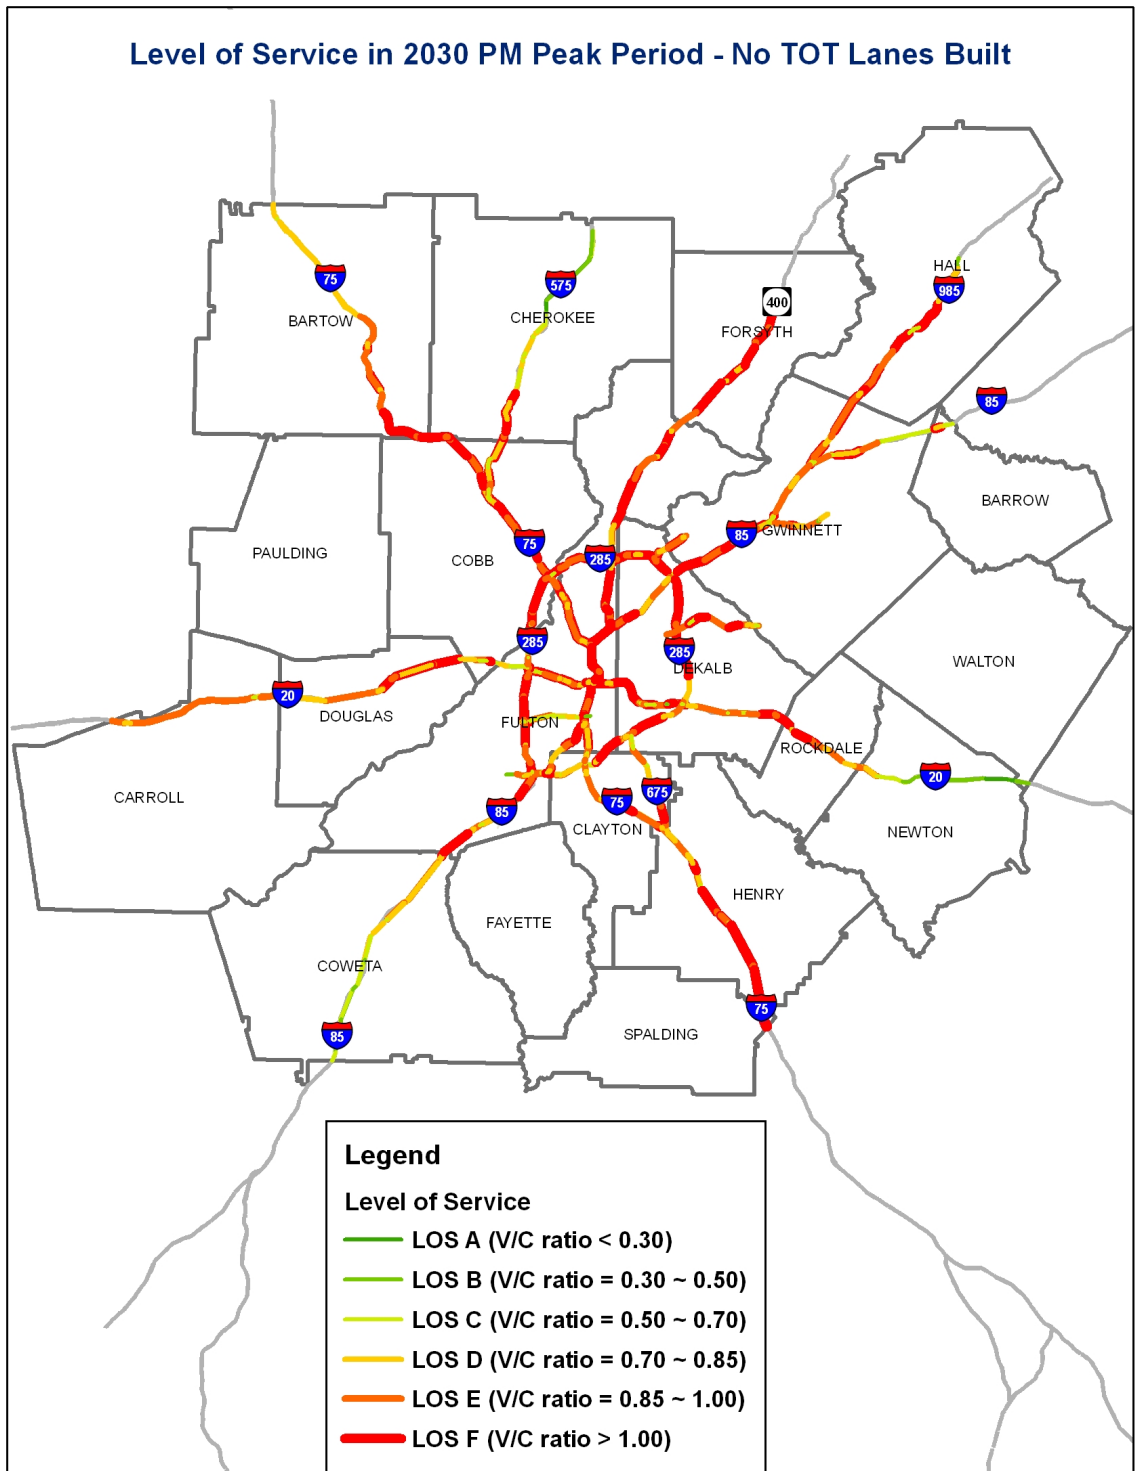 Level of Service in 2030 PM Peak Period - No TOT Lanes Built
HALL
75
575
985
400
BARTOW
CHEROKEE
FORSYTH
85
BARROW
GWINNETT
85
75
COBB
285
PAULDING
285
285
DEKALB
WALTON
20
DOUGLAS
FULTON
ROCKDALE
20
CARROLL
85
75
675
CLAYTON
NEWTON
HENRY
FAYETTE
COWETA
85
75
SPALDING
Legend
Level of Service
LOS A (V/C ratio < 0.30)
LOS B (V/C ratio = 0.30 ~ 0.50)
LOS C (V/C ratio = 0.50 ~ 0.70)
LOS D (V/C ratio = 0.70 ~ 0.85)
LOS E (V/C ratio = 0.85 ~ 1.00)
LOS F (V/C ratio > 1.00)